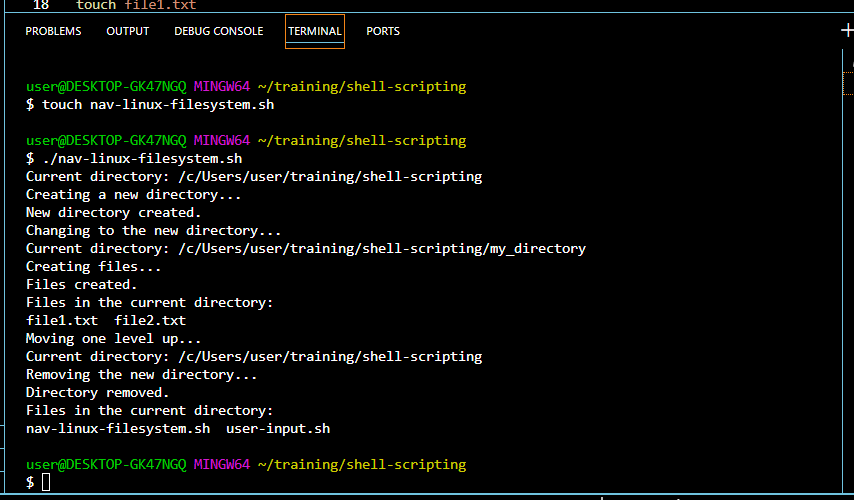 18 touch file1.txt
PROBLEMS OUTPUT DEBUG CONSOLE TERMINAL PORTS
user@DESKTOP-GK47NGQ MINGW64 ~/training/shell-scripting
$ touch nav-linux-filesystem.sh
user@DESKTOP-GK47NGQ MINGW64 ~/training/shell-scripting
$ ./nav-linux-filesystem.sh
Current directory: /c/Users/user/training/shell-scripting
Creating a new directory...
New directory created.
Changing to the new directory...
Current directory: /c/Users/user/training/shell-scripting/my_directory
Creating files...
Files created.
Files in the current directory:
file1.txt  file2.txt
Moving one level up...
Current directory: /c/Users/user/training/shell-scripting
Removing the new directory...
Directory removed.
Files in the current directory:
nav-linux-filesystem.sh  user-input.sh
user@DESKTOP-GK47NGQ MINGW64 ~/training/shell-scripting
$